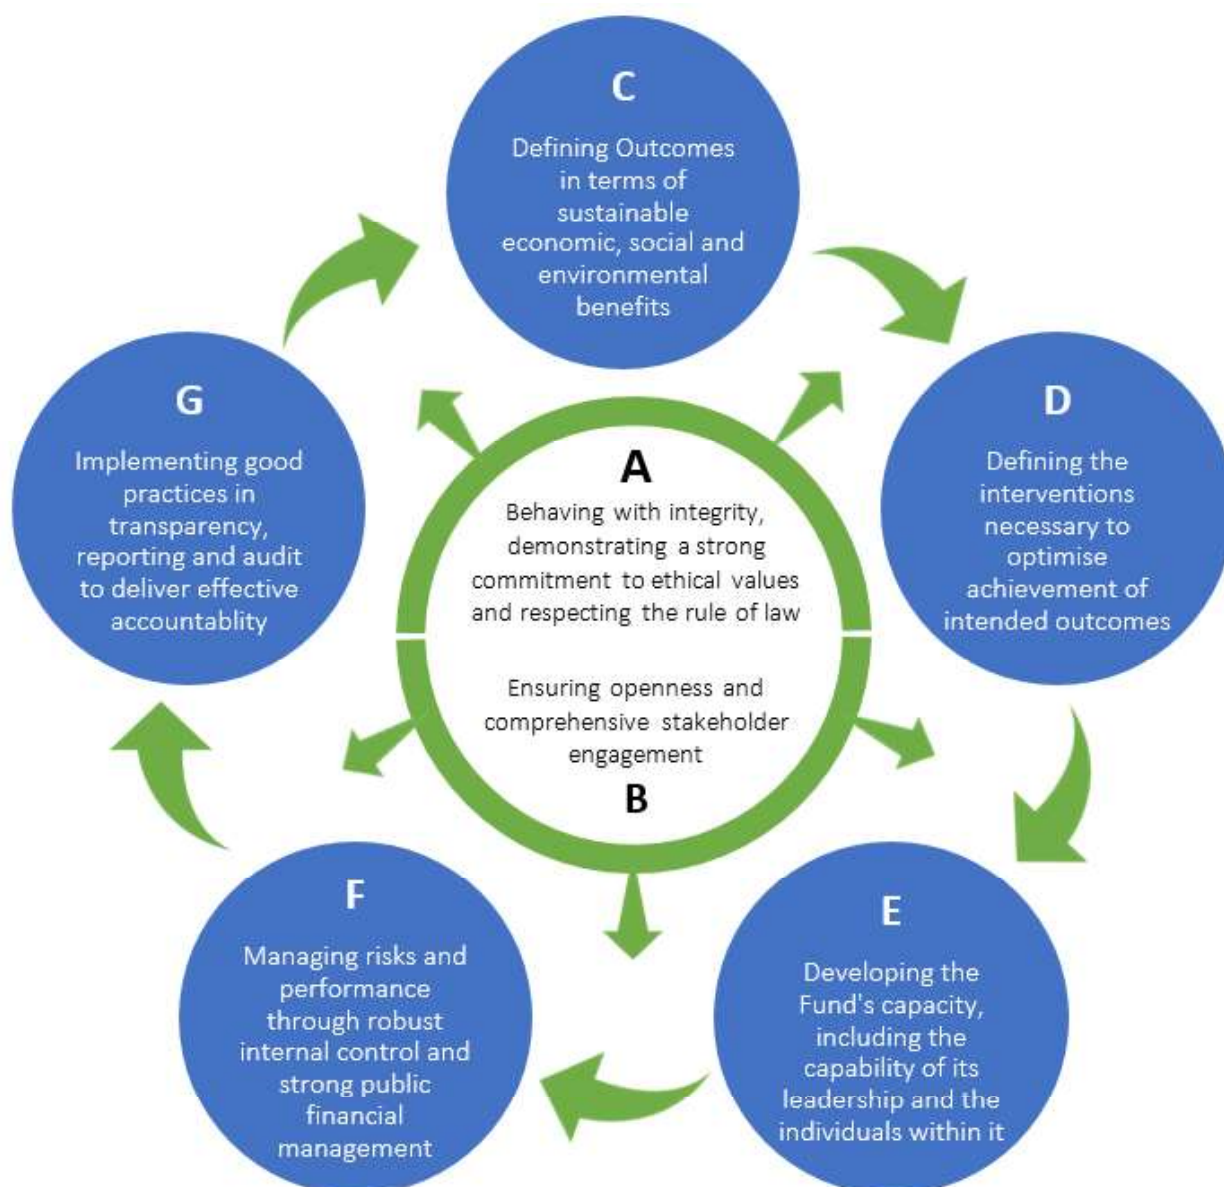 C
Defining Outcomes
in terms of
sustainable
economic, social and
environmental
benefits
D
Defining the
interventions
necessary to
optimise
achievement of
intended outcomes
E
Developing the
Fund's capacity,
including the
capability of its
leadership and the
individuals within it
F
Managing risks and
performance
through robust
internal control and
strong public
financial
management
G
Implementing good
practices in
transparency,
reporting and audit
to deliver effective
accountablity
A
Behaving with integrity,
demonstrating a strong
commitment to ethical values
and respecting the rule of law
Ensuring openness and
comprehensive stakeholder
engagement
B